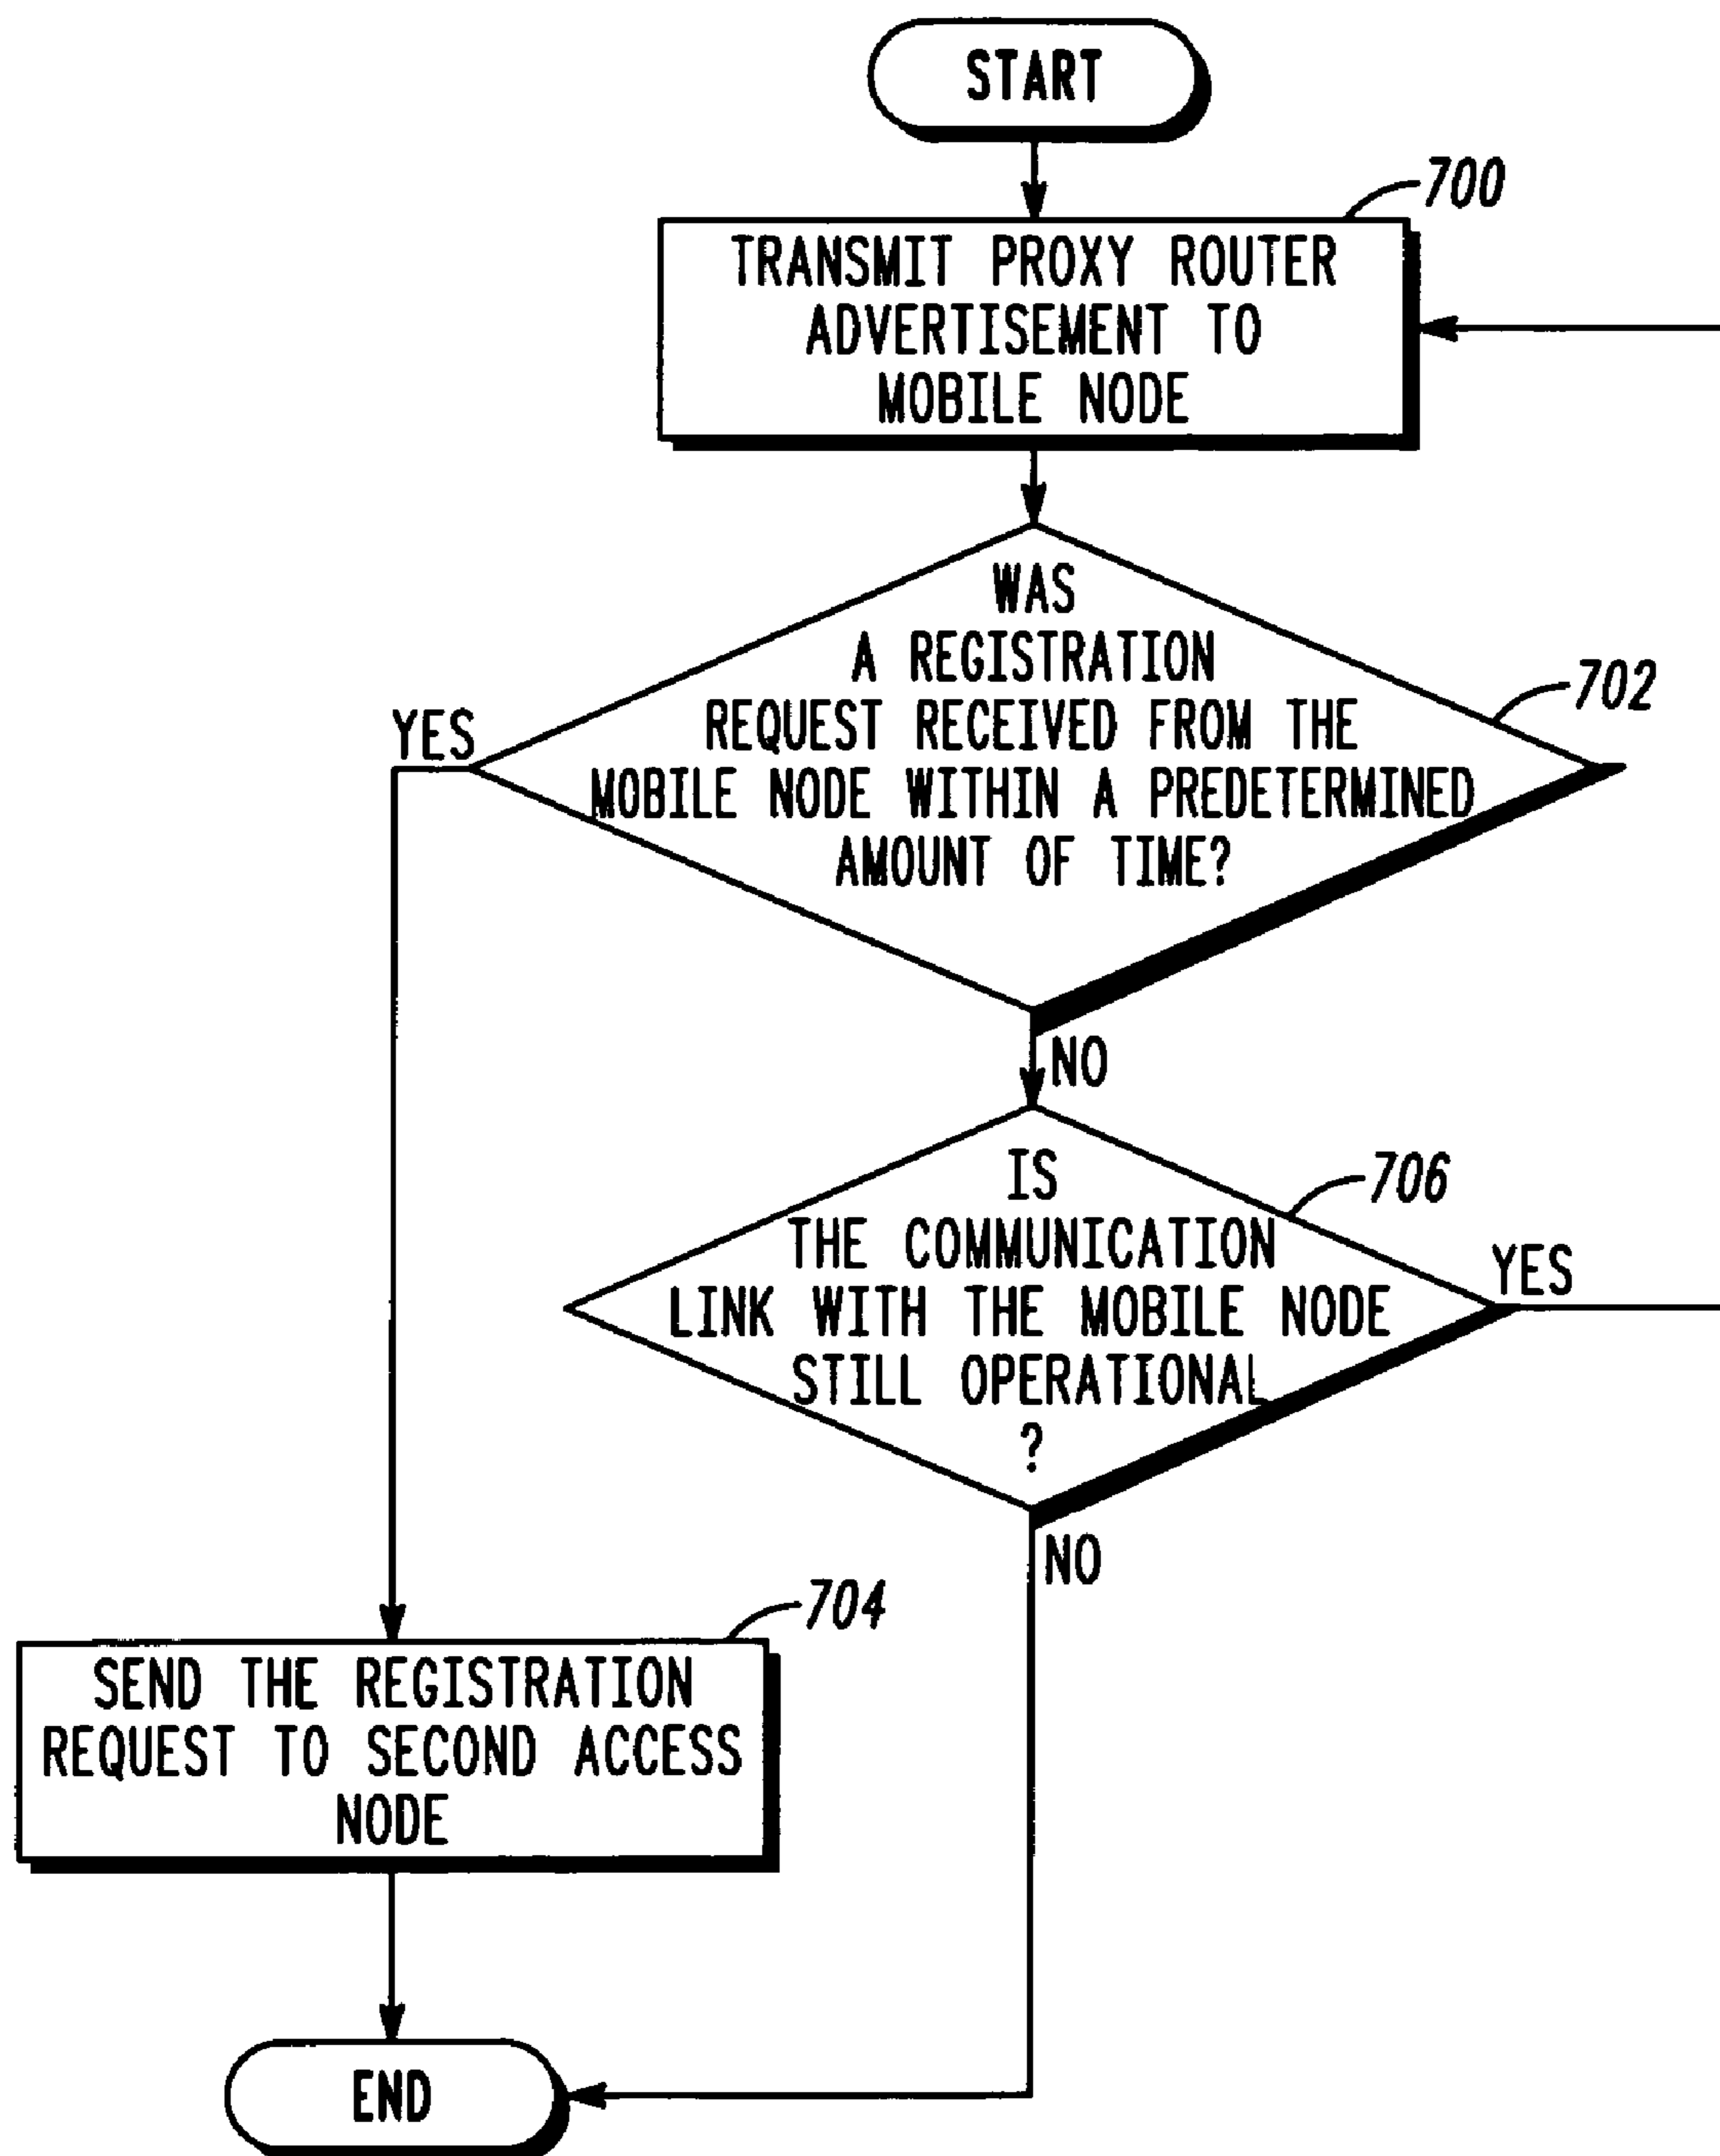 START
700
TRANSMIT PROXY ROUTER
ADVERTISEMENT TO
MOBILE NODE
WAS
A REGISTRATION
REQUEST RECEIVED FROM THE
MOBILE NODE WITHIN A PREDETERMINED
AMOUNT OF TIME?
702
YES
NO
IS
THE COMMUNICATION
LINK WITH THE MOBILE NODE
STILL OPERATIONAL
?
706
YES
NO
704
SEND THE REGISTRATION
REQUEST TO SECOND ACCESS
NODE
END